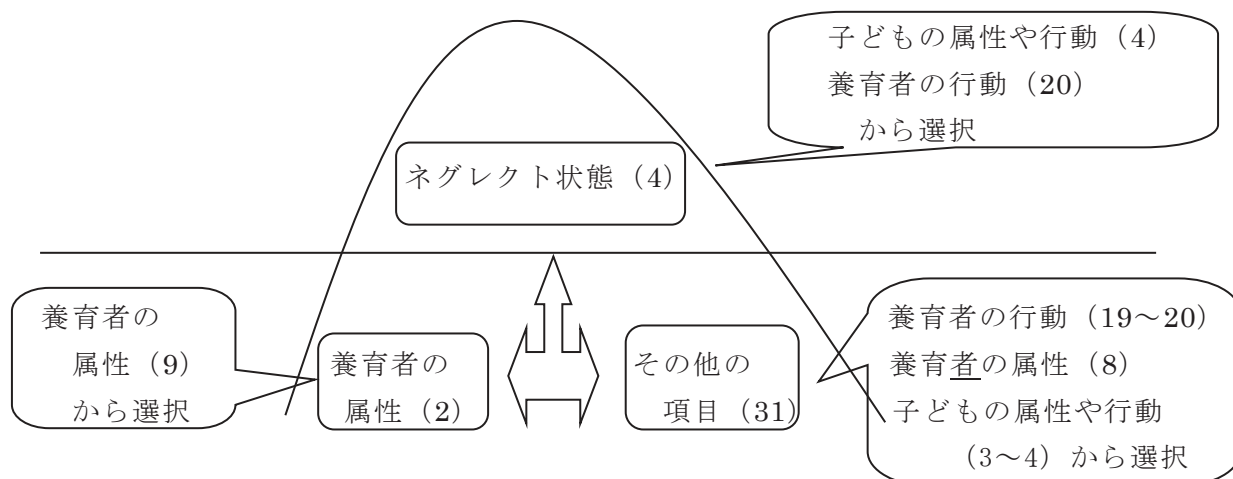 子どもの属性や行動（4）
養育者の行動（20）
から選択
ネグレクト状態（4）
養育者の
属性（9）
から選択
養育者の
属性（2）
その他の
項目（31）
養育者の行動（19～20）
養育者の属性（8）
子どもの属性や行動
（3～4）から選択